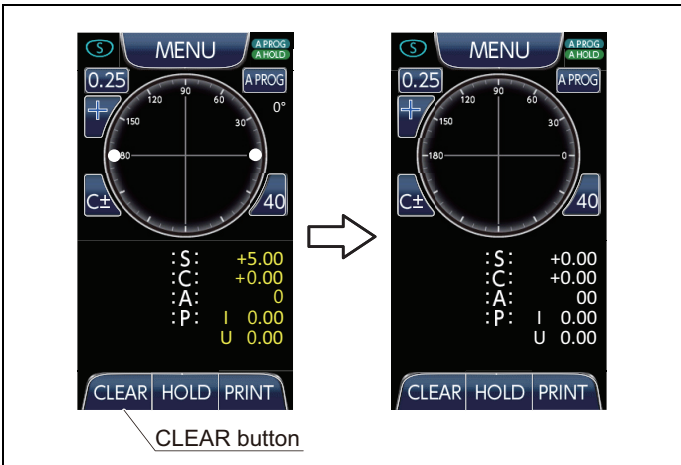 S MENU A PROG
A HOLD
0.25 A PROG
120 90 60 0°
150 30
80
C± 40
:S: +5.00
:C: +0.00
:A: 0
:P: I 0.00
U 0.00
CLEAR HOLD PRINT
CLEAR button
S MENU A PROG
A HOLD
0.25 A PROG
120 90 60
150 30
-180 0-
C± 40
:S: +0.00
:C: +0.00
:A: 00
:P: I 0.00
U 0.00
CLEAR HOLD PRINT